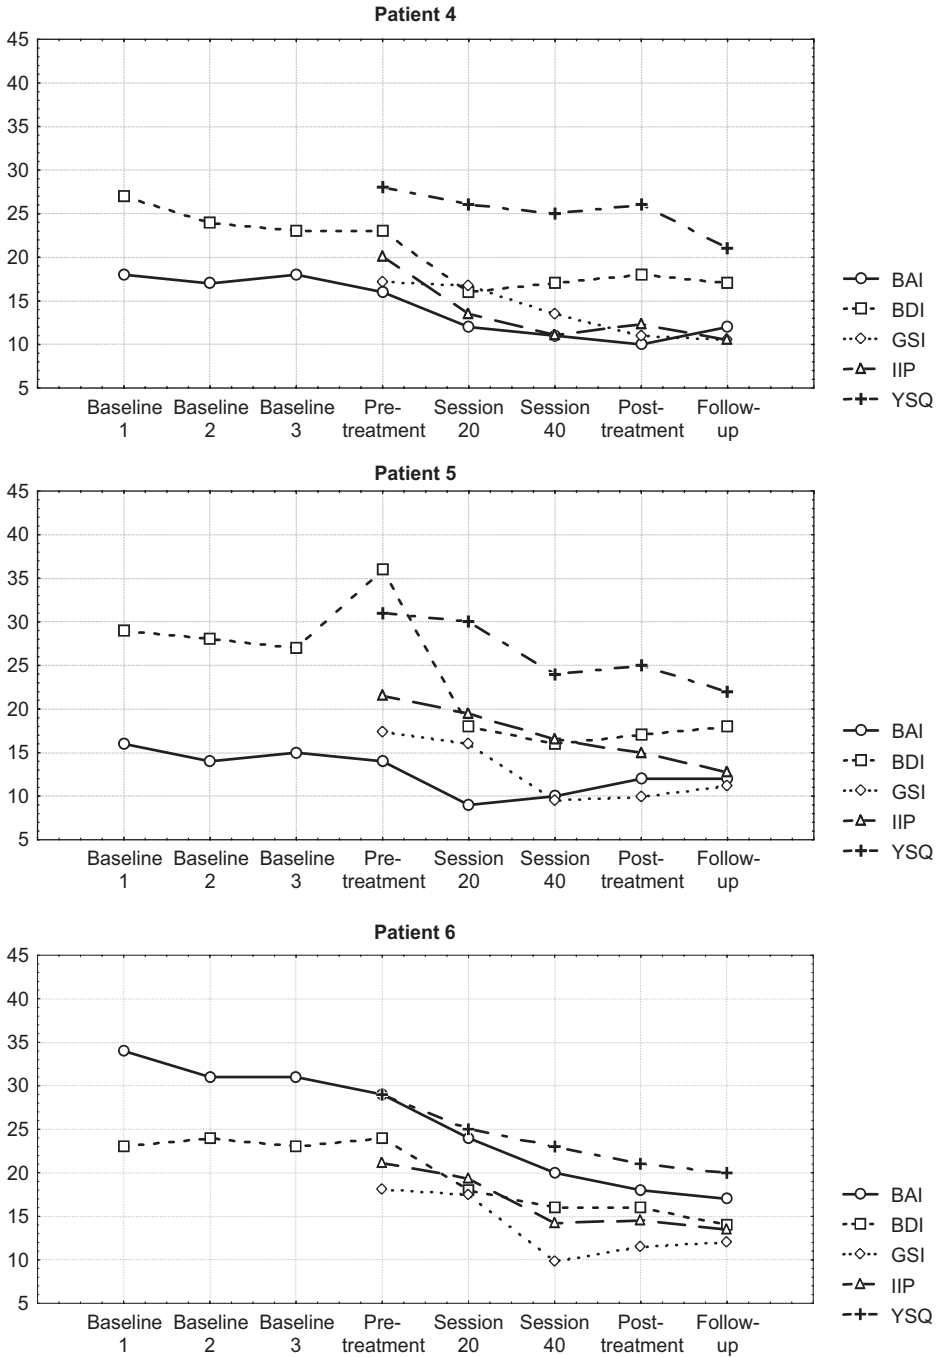 Patient 4
45
40
35
30
25
20
15
10
5
Baseline Baseline Baseline Pre- Session Session Post- Follow-
1 2 3 treatment 20 40 treatment up
BAI
BDI
GSI
IIP
YSQ
Patient 5
45
40
35
30
25
20
15
10
5
Baseline Baseline Baseline Pre- Session Session Post- Follow-
1 2 3 treatment 20 40 treatment up
BAI
BDI
GSI
IIP
YSQ
Patient 6
45
40
35
30
25
20
15
10
5
Baseline Baseline Baseline Pre- Session Session Post- Follow-
1 2 3 treatment 20 40 treatment up
BAI
BDI
GSI
IIP
YSQ